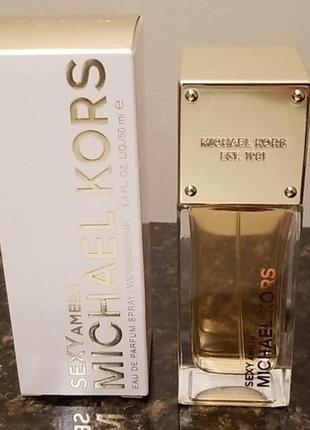 SEXY AMBER
MICHAEL KORS
EAU DE PARFUM SPRAY / VAPORISATEUR 1.7 FL. OZ. LIQ./50 ml e
MICHAEL KORS
EST. 1981
SEXY AMBER
MICHAEL KORS